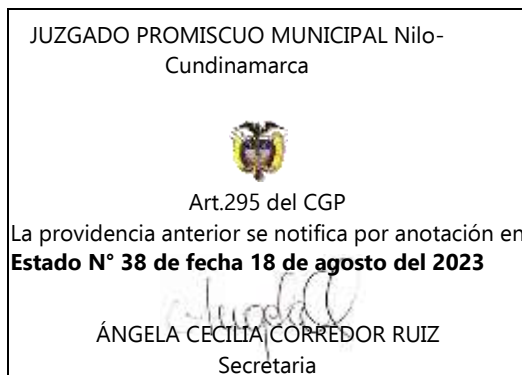 JUZGADO PROMISCUO MUNICIPAL Nilo-
Cundinamarca
Art.295 del CGP
La providencia anterior se notifica por anotación en
Estado N° 38 de fecha 18 de agosto del 2023
ÁNGELA CECILIA CORREDOR RUIZ
Secretaria